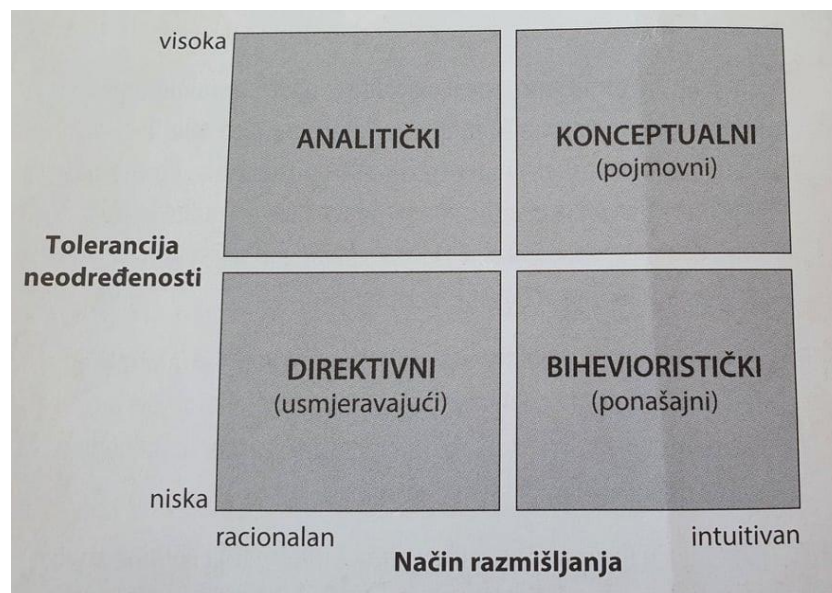 visoka
ANALITIČKI
KONCEPTUALNI
(pojmovni)
Tolerancija
neodređenosti
DIREKTIVNI
(usmjeravajući)
BIHEVIORISTIČKI
(ponašajni)
niska
racionalan
intuitivan
Način razmišljanja